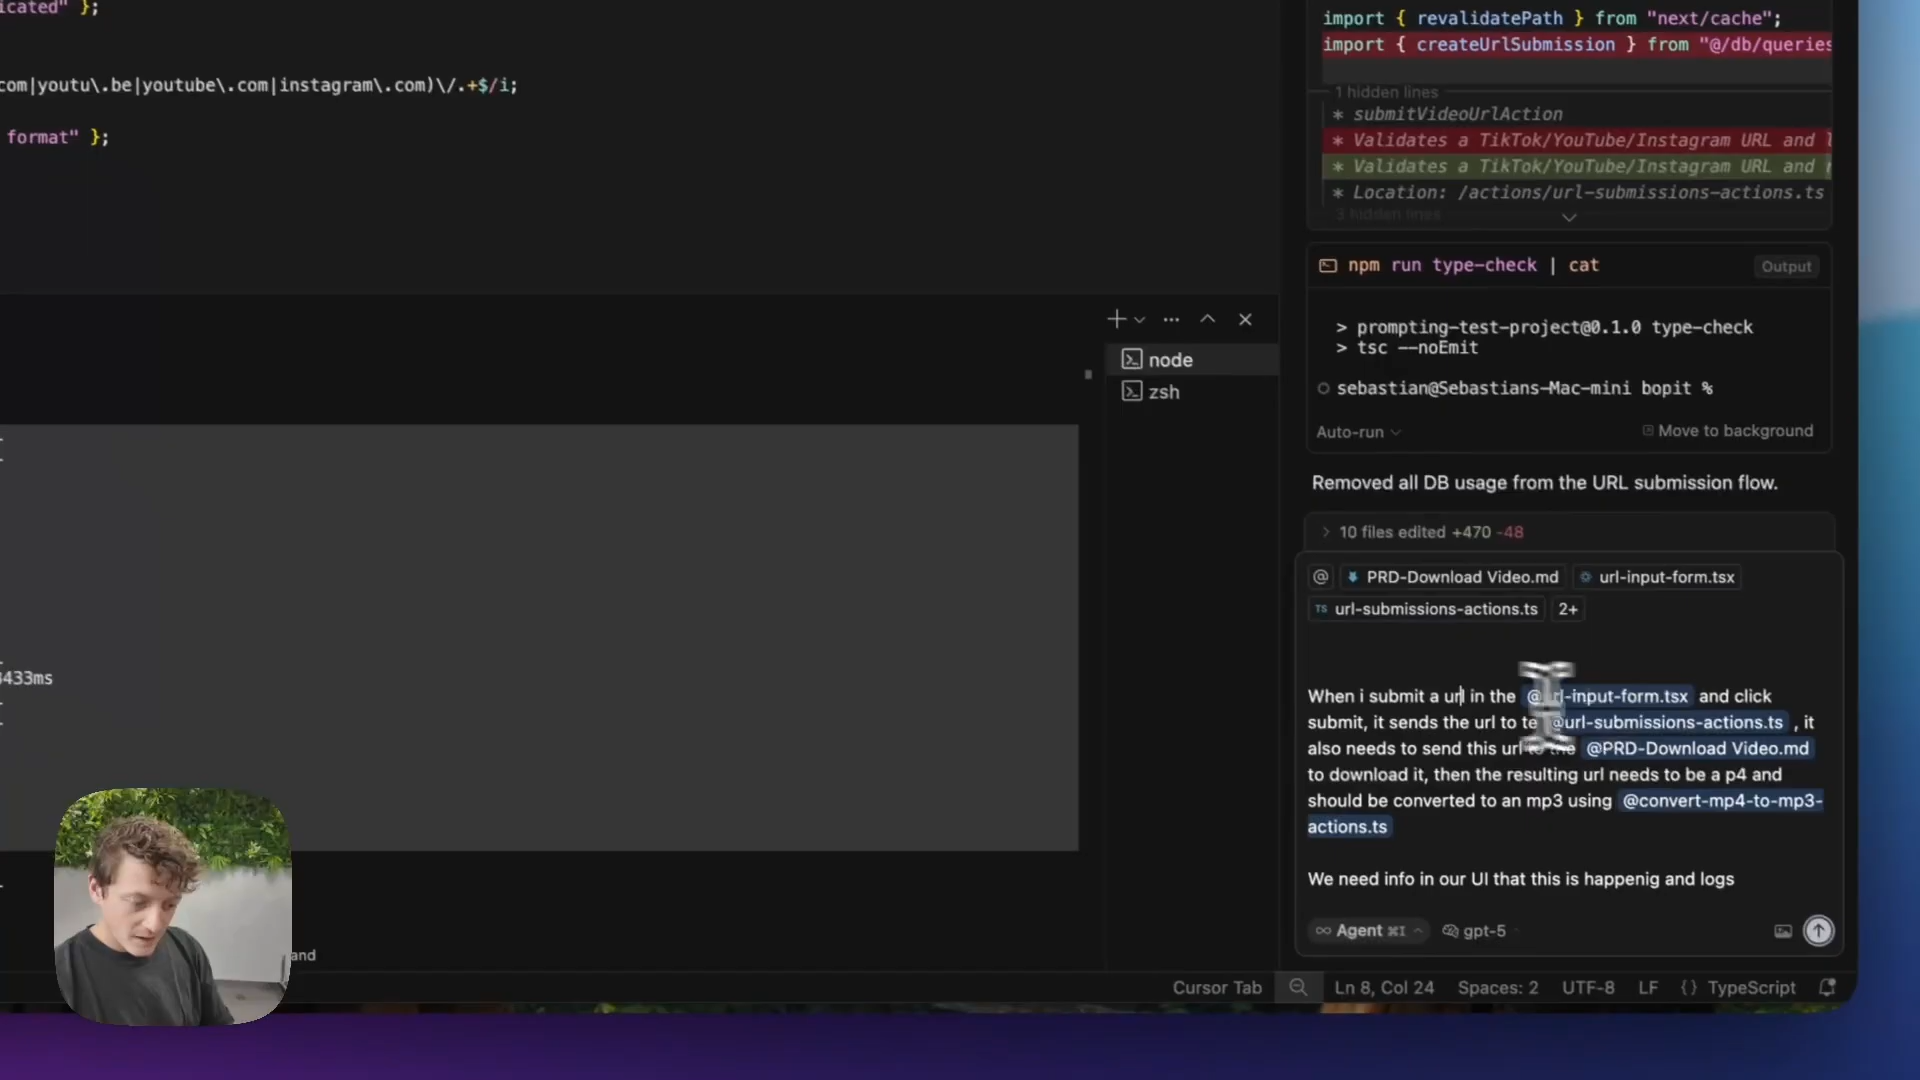 icated" };
com|youtu\.be|youtube\.com|instagram\.com)\/.+$/i;
format" };
node
zsh
433ms
and
import { revalidatePath } from "next/cache";
import { createUrlSubmission } from "@/db/queries
1 hidden lines
* submitVideoUrlAction
* Validates a TikTok/YouTube/Instagram URL and
* Validates a TikTok/YouTube/Instagram URL and
* Location: /actions/url-submissions-actions.ts
3 hidden lines
npm run type-check | cat
Output
> prompting-test-project@0.1.0 type-check
> tsc --noEmit
sebastian@Sebastians-Mac-mini bopit %
Auto-run
Move to background
Removed all DB usage from the URL submission flow.
10 files edited +470 -48
@ PRD-Download Video.md url-input-form.tsx
TS url-submissions-actions.ts 2+
When i submit a url in the @url-input-form.tsx and click
submit, it sends the url to te @url-submissions-actions.ts , it
also needs to send this url to the @PRD-Download Video.md
to download it, then the resulting url needs to be a p4 and
should be converted to an mp3 using @convert-mp4-to-mp3-
actions.ts
We need info in our UI that this is happenig and logs
∞ Agent ⌘I gpt-5
Cursor Tab Ln 8, Col 24 Spaces: 2 UTF-8 LF {} TypeScript